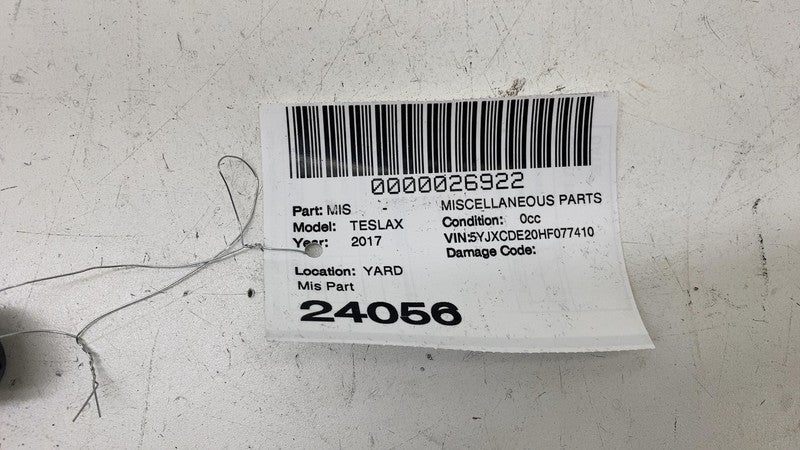 0000026922
Part: MIS - MISCELLANEOUS PARTS
Model: TESLAX Condition: 0cc
Year: 2017 VIN:5YJXCDE20HF077410
Damage Code:
Location: YARD
Mis Part
24056